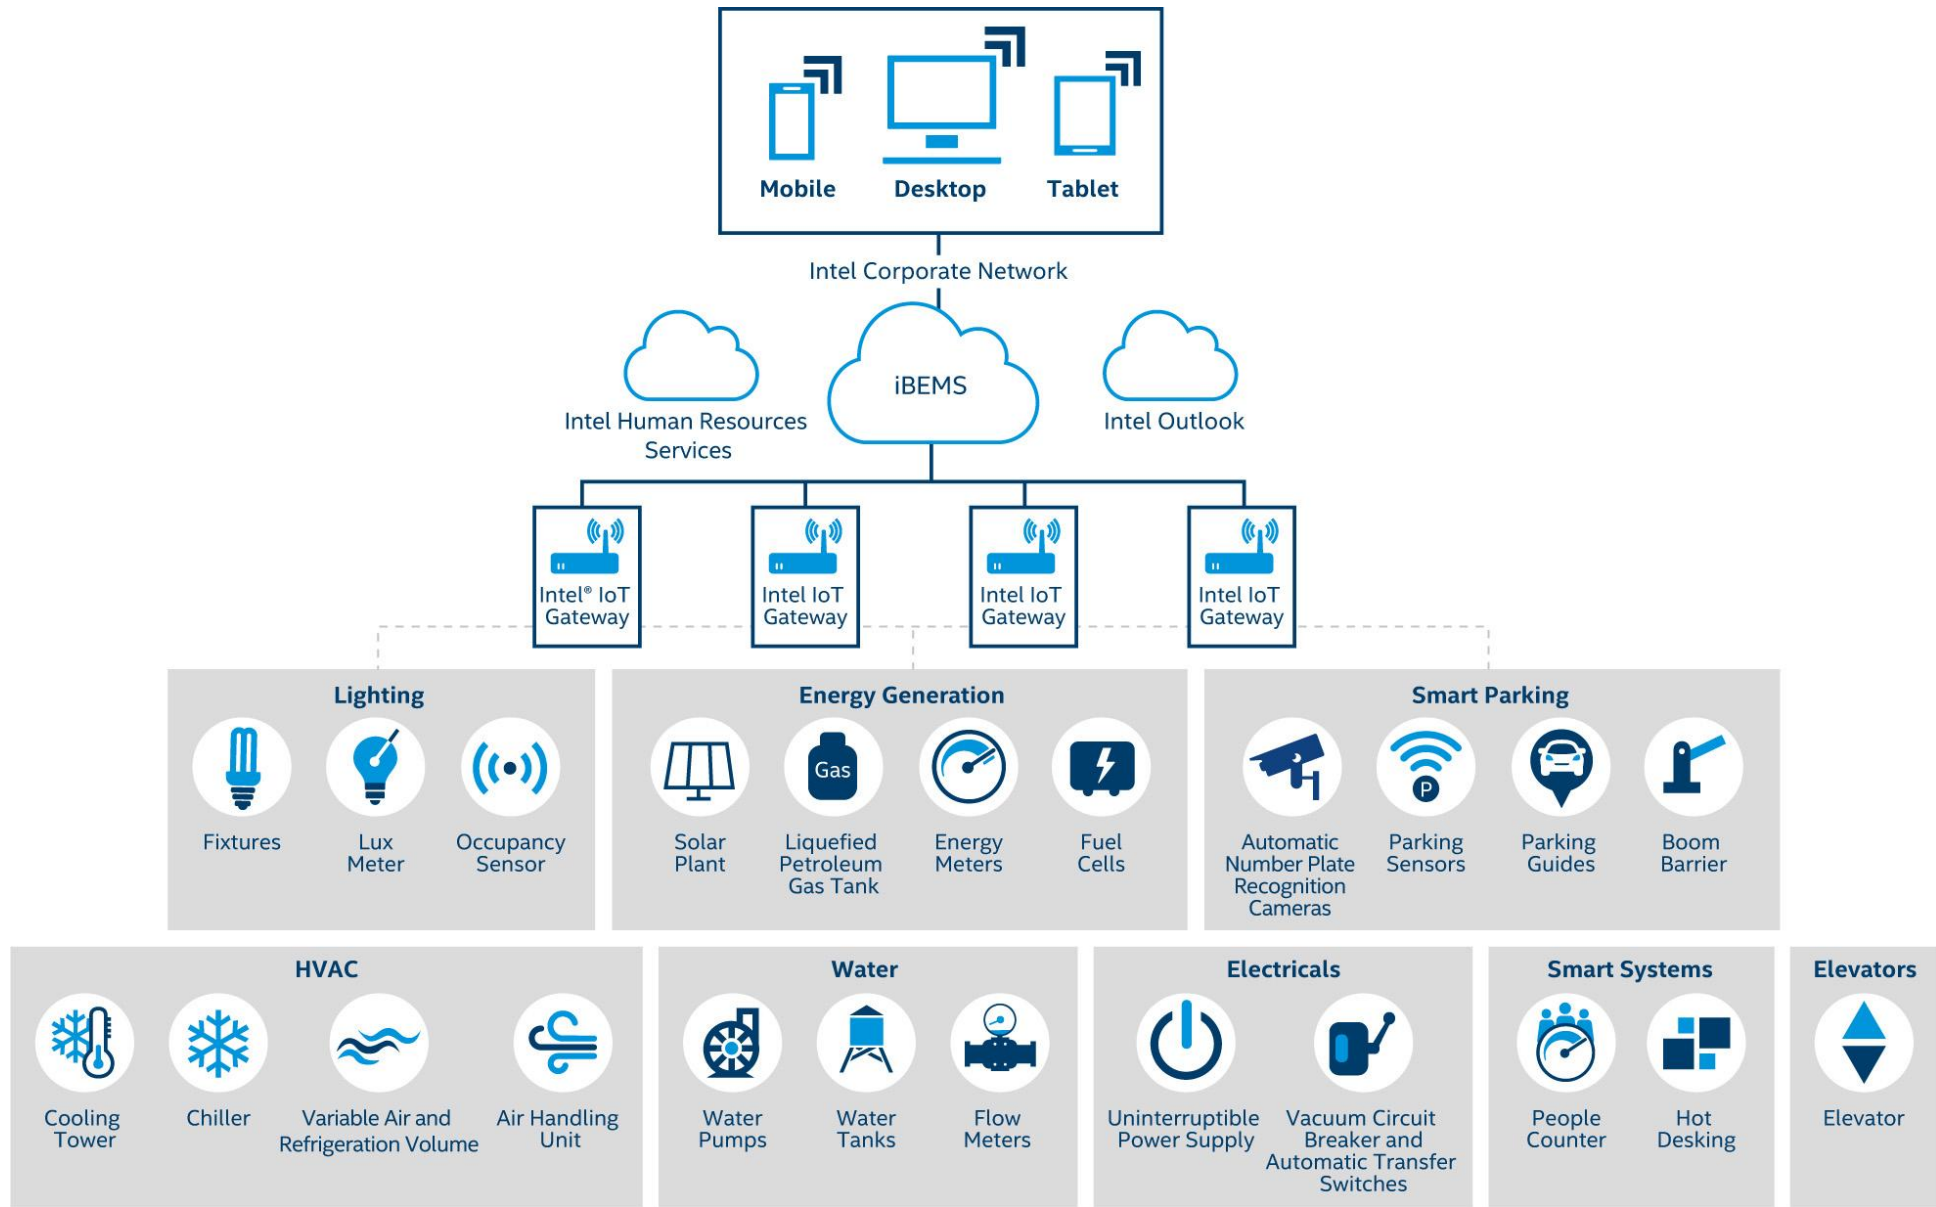 Mobile
Desktop
Tablet
Intel Corporate Network
iBEMS
Intel Human Resources
Services
Intel Outlook
Intel® IoT
Gateway
Intel IoT
Gateway
Intel IoT
Gateway
Intel IoT
Gateway
Lighting
Fixtures
Lux
Meter
Occupancy
Sensor
Energy Generation
Solar
Plant
Gas
Liquefied
Petroleum
Gas Tank
Energy
Meters
Fuel
Cells
Smart Parking
Automatic
Number Plate
Recognition
Cameras
P
Parking
Sensors
Parking
Guides
Boom
Barrier
HVAC
Cooling
Tower
Chiller
Variable Air and
Refrigeration Volume
Air Handling
Unit
Water
Water
Pumps
Water
Tanks
Flow
Meters
Electricals
Uninterruptible
Power Supply
Vacuum Circuit
Breaker and
Automatic Transfer
Switches
Smart Systems
People
Counter
Hot
Desking
Elevators
Elevator